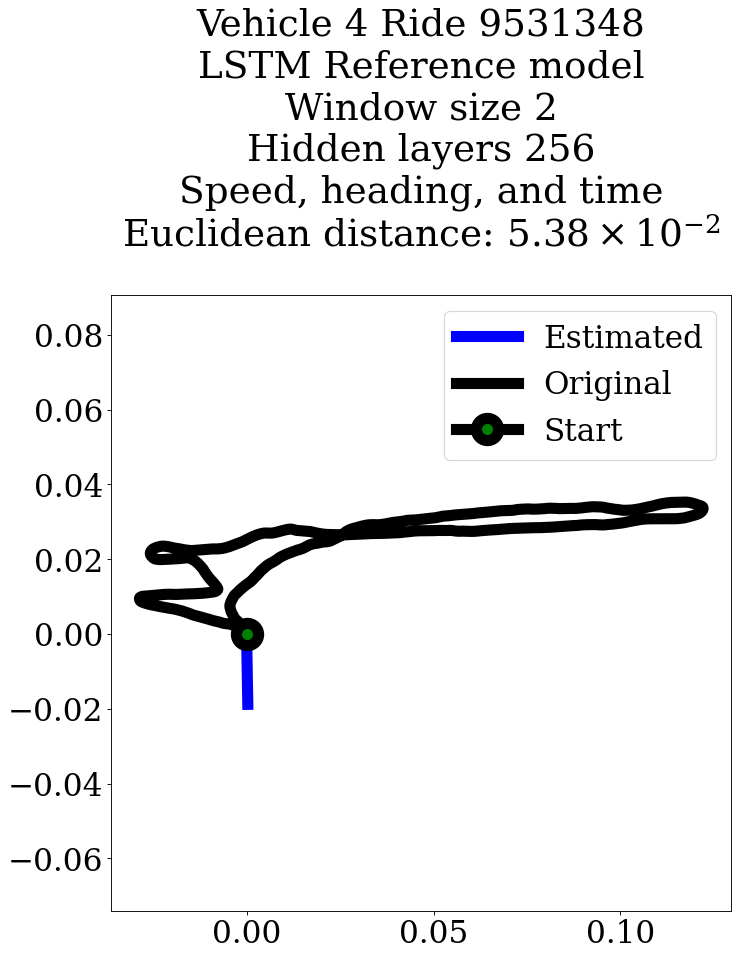 Vehicle 4 Ride 9531348
LSTM Reference model
Window size 2
Hidden layers 256
Speed, heading, and time
Euclidean distance: 5.38 × 10⁻²
Estimated
Original
Start
0.08
0.06
0.04
0.02
0.00
−0.02
−0.04
−0.06
0.00 0.05 0.10